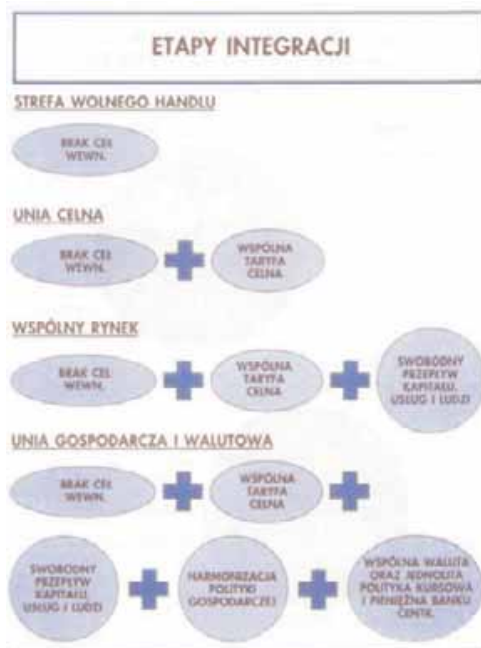 ETAPY INTEGRACJI
STREFA WOLNEGO HANDLU
BRAK CEŁ
WEWN.
UNIA CELNA
BRAK CEŁ
WEWN.
WSPÓLNA
TARYFA
CELNA
WSPÓLNY RYNEK
BRAK CEŁ
WEWN.
WSPÓLNA
TARYFA
CELNA
SWOBODNY
PRZEPŁYW
KAPITAŁU,
USŁUG I LUDZI
UNIA GOSPODARCZA I WALUTOWA
BRAK CEŁ
WEWN.
WSPÓLNA
TARYFA
CELNA
SWOBODNY
PRZEPŁYW
KAPITAŁU,
USŁUG I LUDZI
HARMONIZACJA
POLITYKI
GOSPODARCZEJ
WSPÓLNA WALUTA
ORAZ JEDNOLITA
POLITYKA KURSOWA
I PIENIĘŻNA BANKU
CENTR.